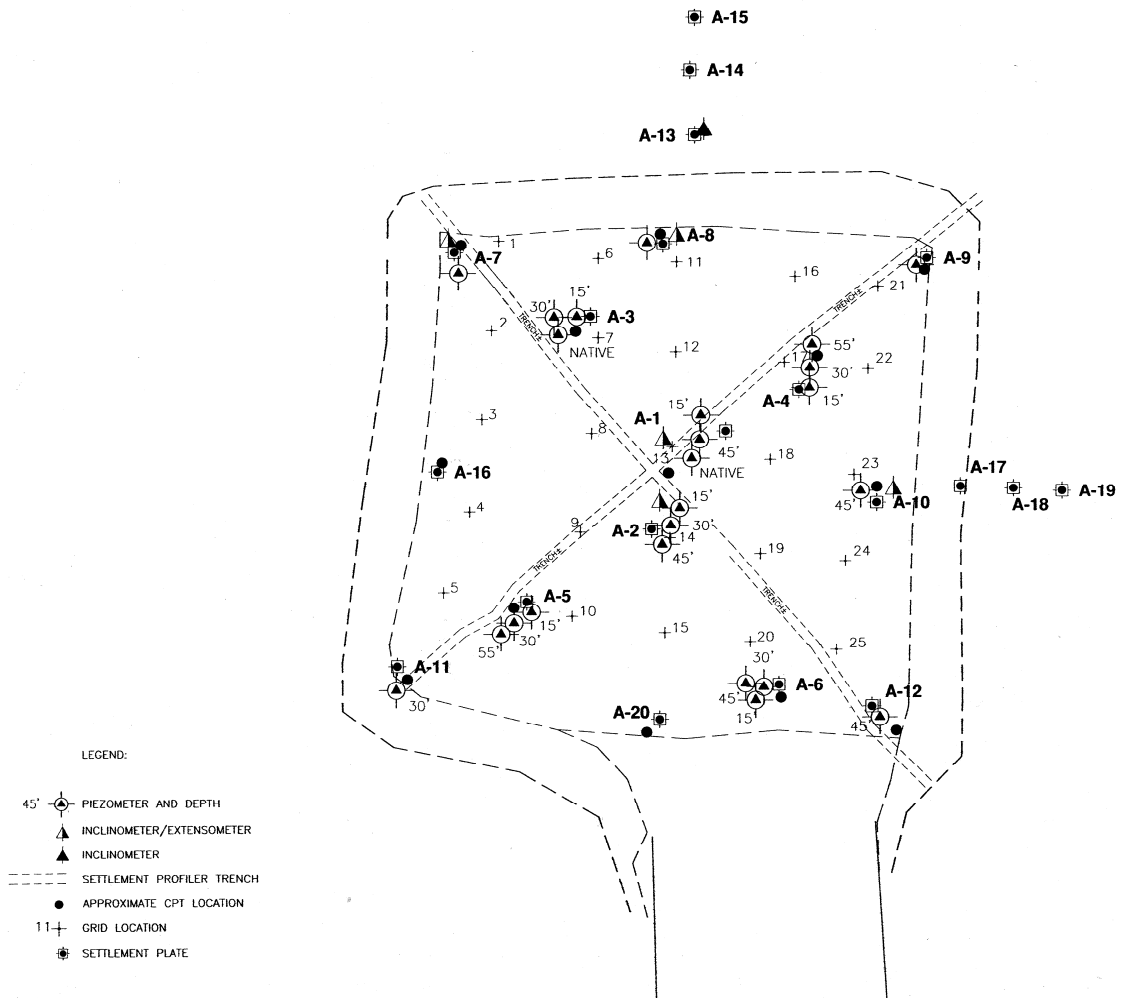 A-15
A-14
A-13
A-8
1
A-7
6
11
A-9
16
21
30'
15'
A-3
TRENCH±
TRENCH±
2
7
NATIVE
12
17
55'
30'
22
A-4
15'
3
8
A-1
15'
13
45'
NATIVE
18
23
A-16
A-17
A-10
45'
A-18
A-19
4
9
A-2
15'
30'
14
45'
19
24
TRENCH±
TRENCH±
5
A-5
15'
30'
55'
10
15
20
25
A-11
30'
30'
45'
A-6
15'
A-20
A-12
45'
LEGEND:
45' PIEZOMETER AND DEPTH
INCLINOMETER/EXTENSOMETER
INCLINOMETER
SETTLEMENT PROFILER TRENCH
APPROXIMATE CPT LOCATION
11 GRID LOCATION
SETTLEMENT PLATE